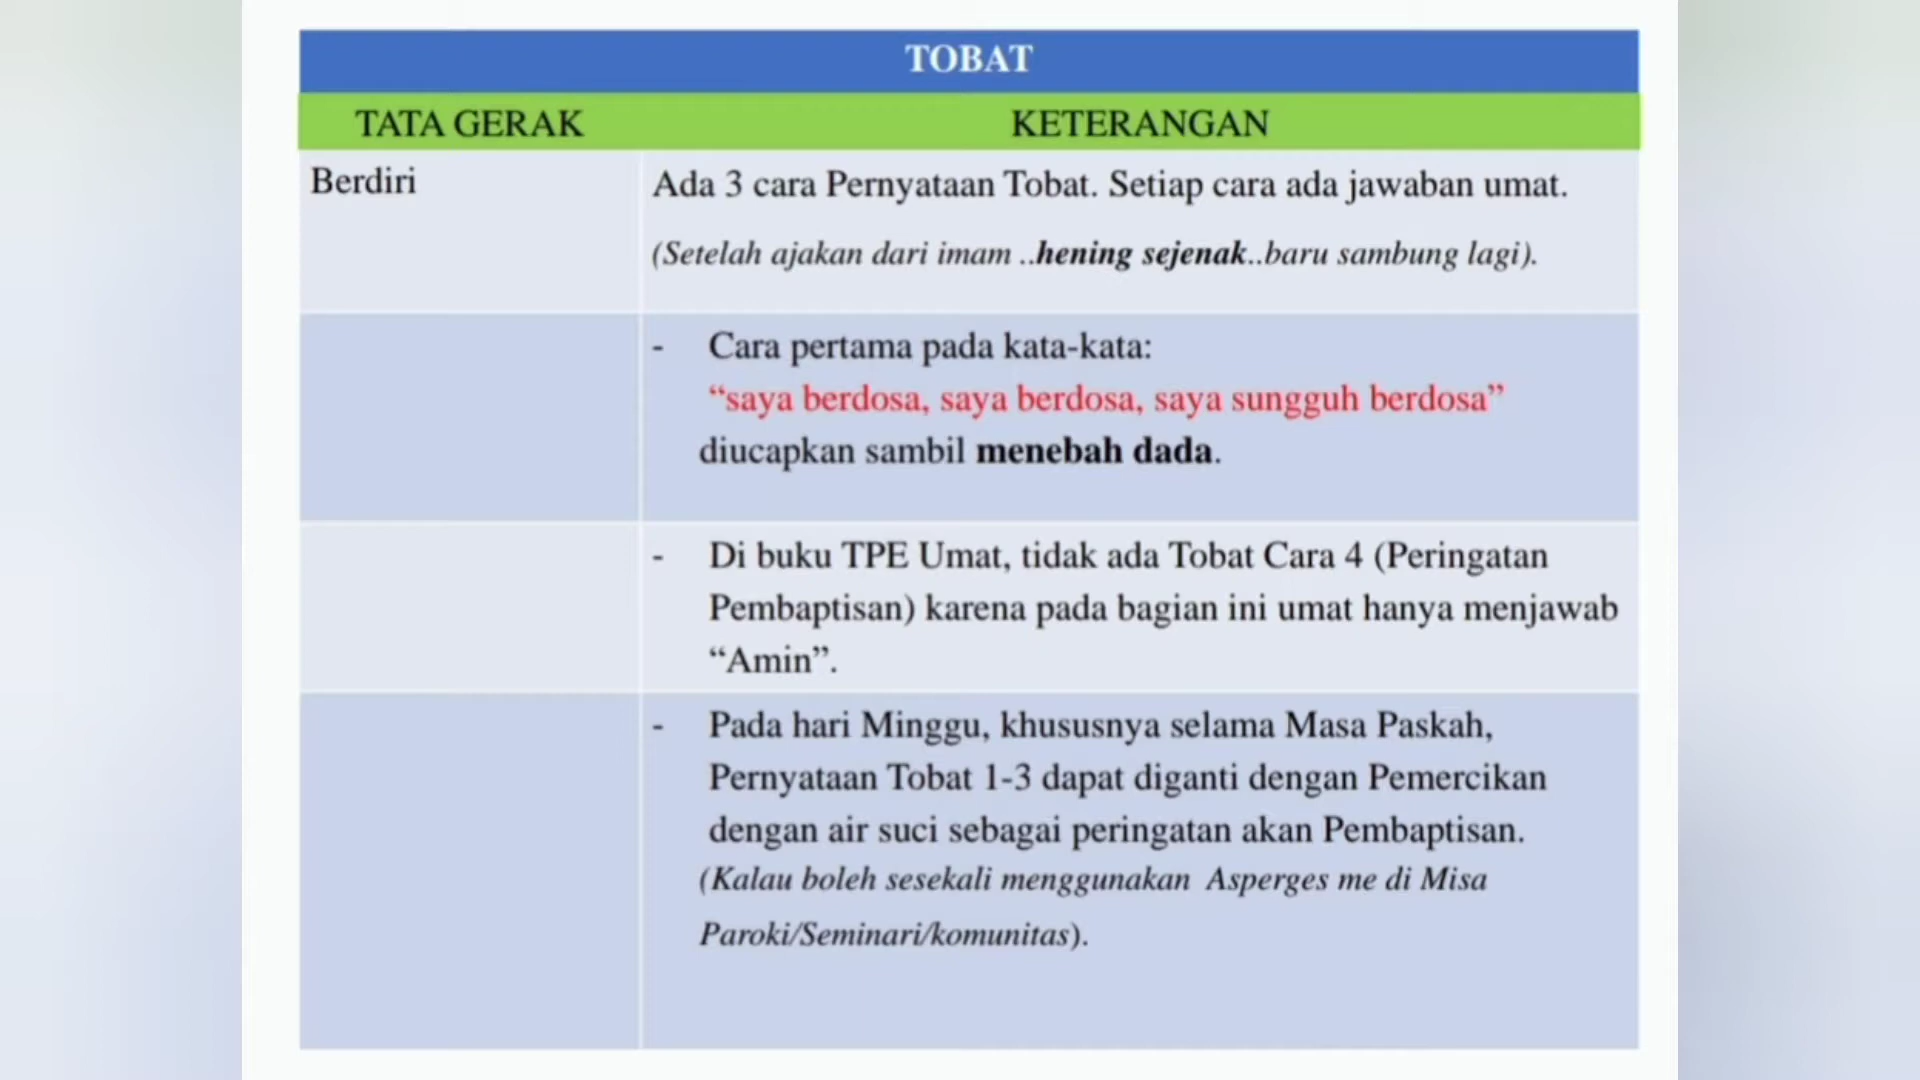 TOBAT
TATA GERAK
KETERANGAN
Berdiri
Ada 3 cara Pernyataan Tobat. Setiap cara ada jawaban umat.
(Setelah ajakan dari imam ..hening sejenak..baru sambung lagi).
- Cara pertama pada kata-kata:
“saya berdosa, saya berdosa, saya sungguh berdosa”
diucapkan sambil menebah dada.
- Di buku TPE Umat, tidak ada Tobat Cara 4 (Peringatan
Pembaptisan) karena pada bagian ini umat hanya menjawab
“Amin”.
- Pada hari Minggu, khususnya selama Masa Paskah,
Pernyataan Tobat 1-3 dapat diganti dengan Pemercikan
dengan air suci sebagai peringatan akan Pembaptisan.
(Kalau boleh sesekali menggunakan Asperges me di Misa
Paroki/Seminari/komunitas).